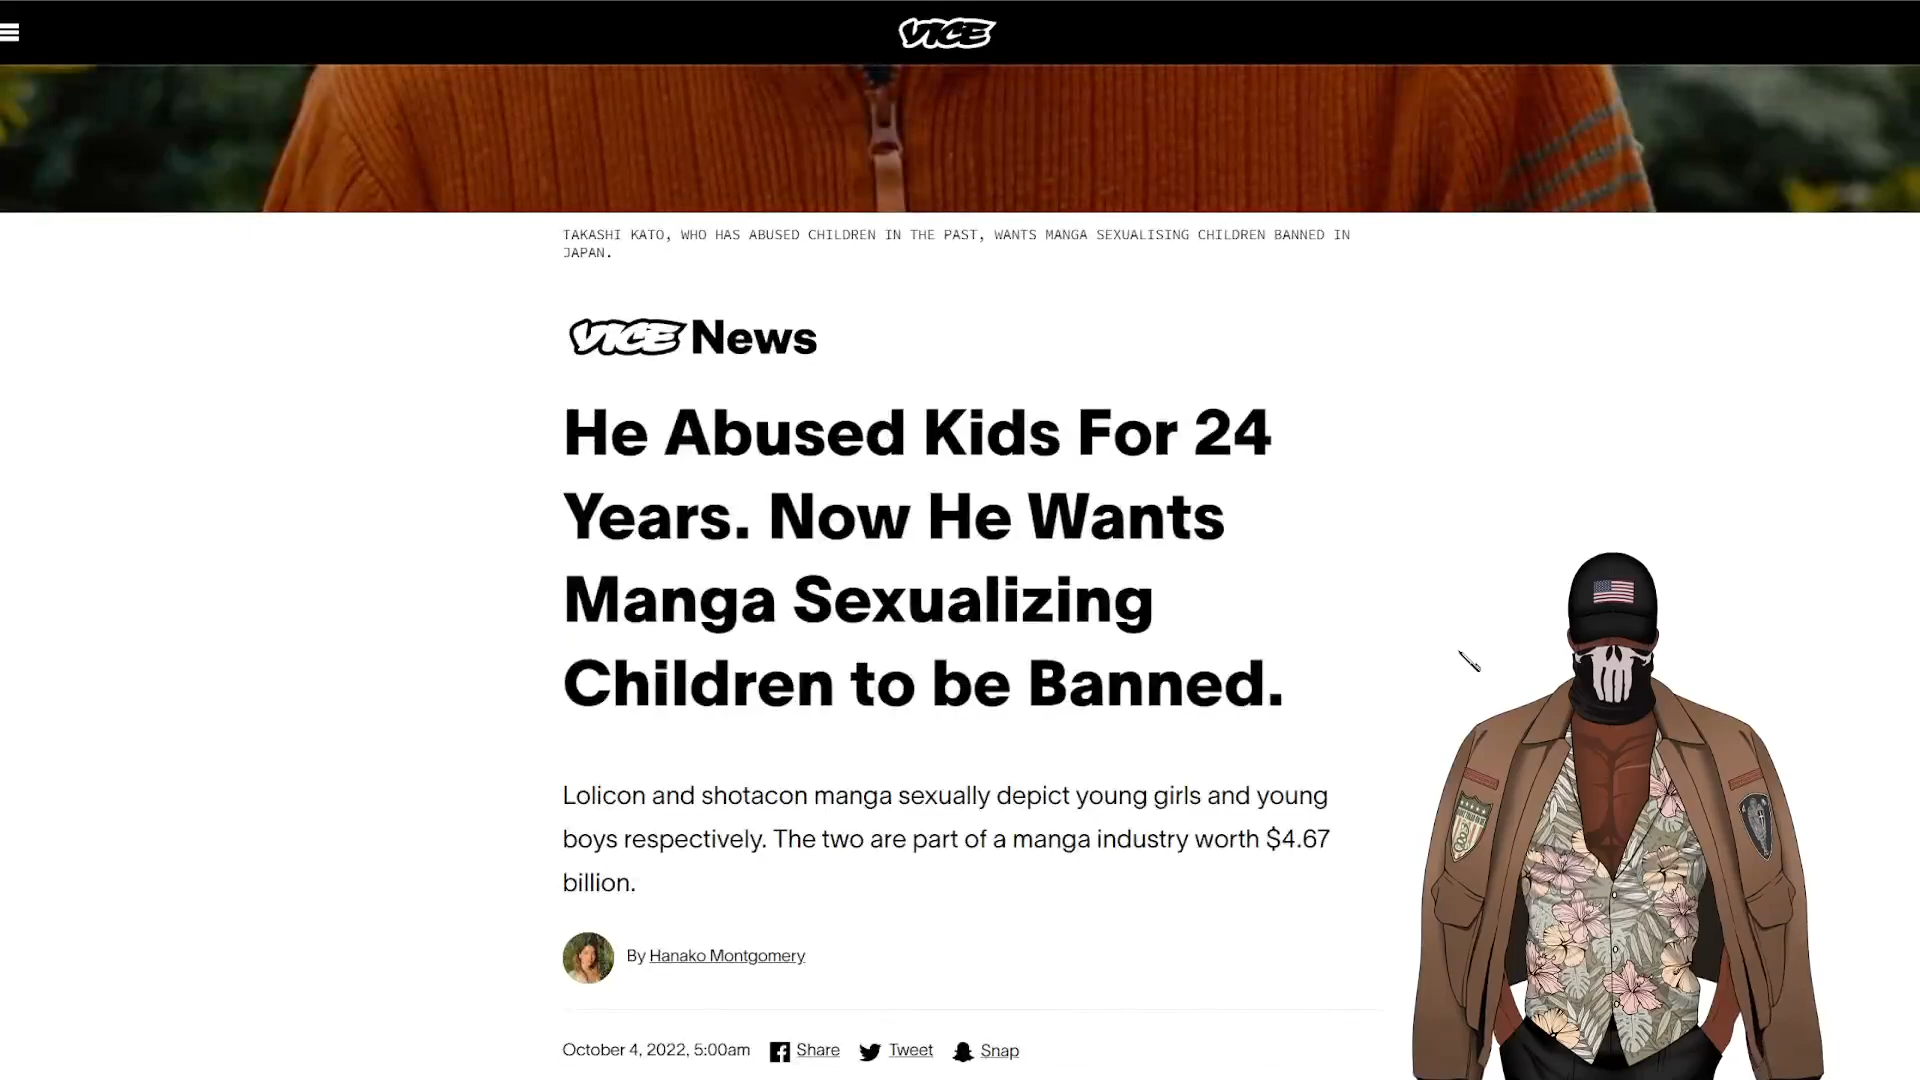 VICE
TAKASHI KATO, WHO HAS ABUSED CHILDREN IN THE PAST, WANTS MANGA SEXUALISING CHILDREN BANNED IN
JAPAN.
VICE News
He Abused Kids For 24
Years. Now He Wants
Manga Sexualizing
Children to be Banned.
Lolicon and shotacon manga sexually depict young girls and young
boys respectively. The two are part of a manga industry worth $4.67
billion.
By Hanako Montgomery
October 4, 2022, 5:00am Share Tweet Snap